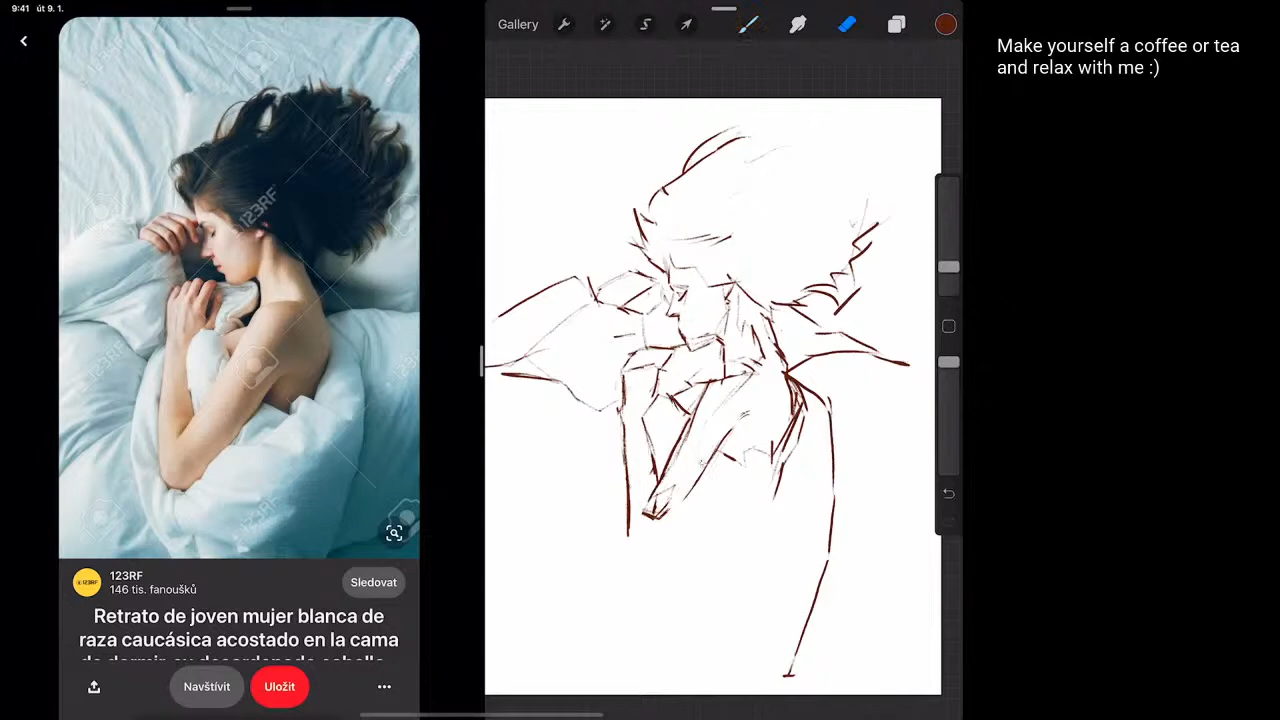 9:41 út 9. 1.
Gallery
Make yourself a coffee or tea
and relax with me :)
123RF
123RF
146 tis. fanoušků
Sledovat
Retrato de joven mujer blanca de
raza caucásica acostado en la cama
Navštívit
Uložit